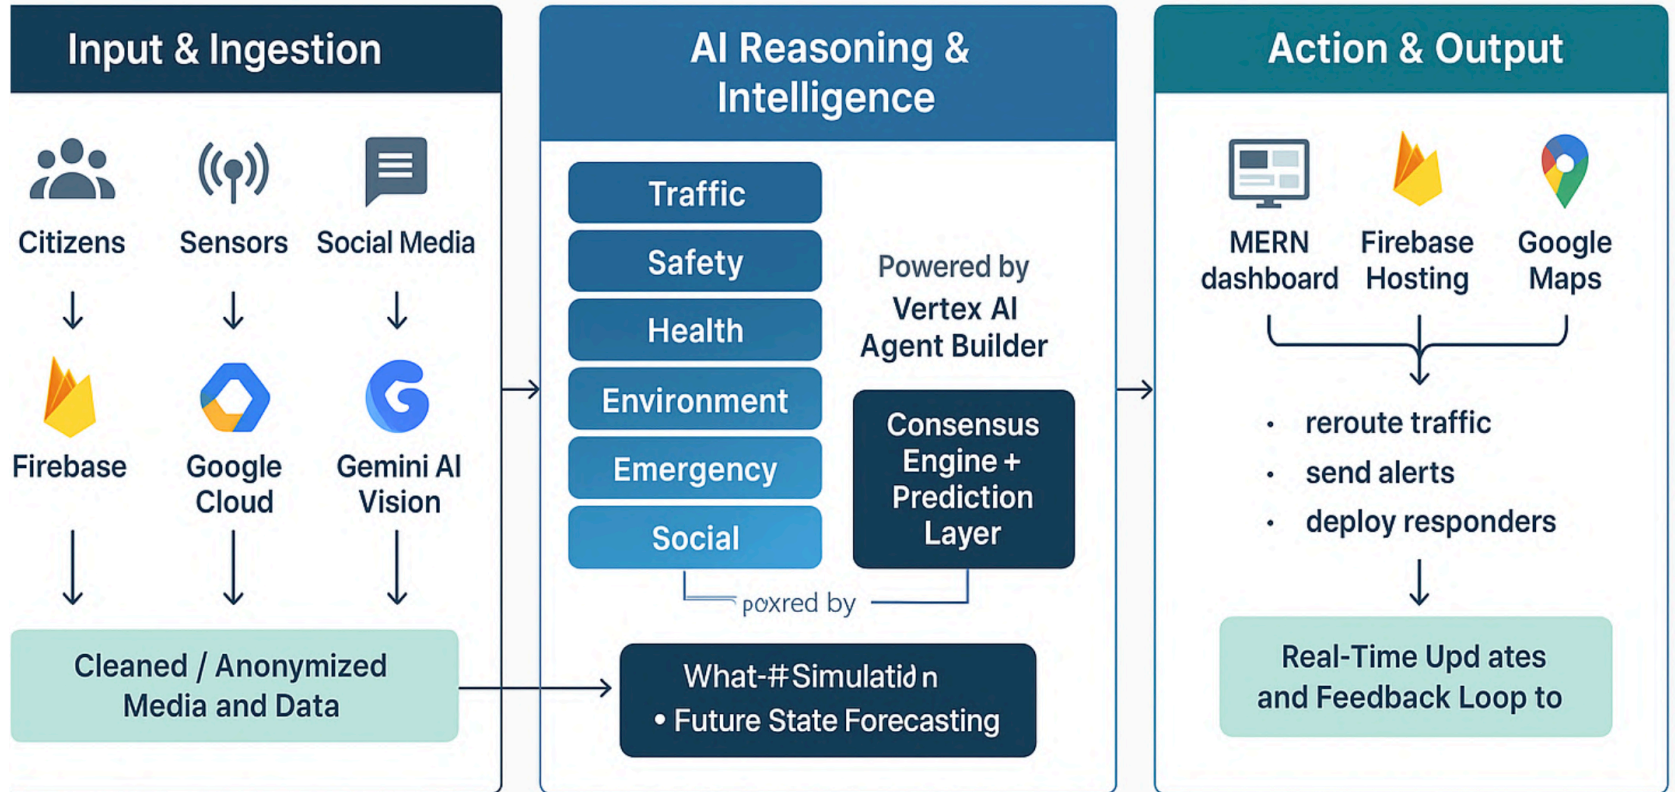 Input & Ingestion
Citizens
Sensors
Social Media
Firebase
Google
Cloud
Gemini AI
Vision
Cleaned / Anonymized
Media and Data
AI Reasoning &
Intelligence
Traffic
Safety
Health
Environment
Emergency
Social
Powered by
Vertex AI
Agent Builder
Consensus
Engine +
Prediction
Layer
poxred by
What-#Simulation
• Future State Forecasting
Action & Output
MERN
dashboard
Firebase
Hosting
Google
Maps
• reroute traffic
• send alerts
• deploy responders
Real-Time Upd ates
and Feedback Loop to